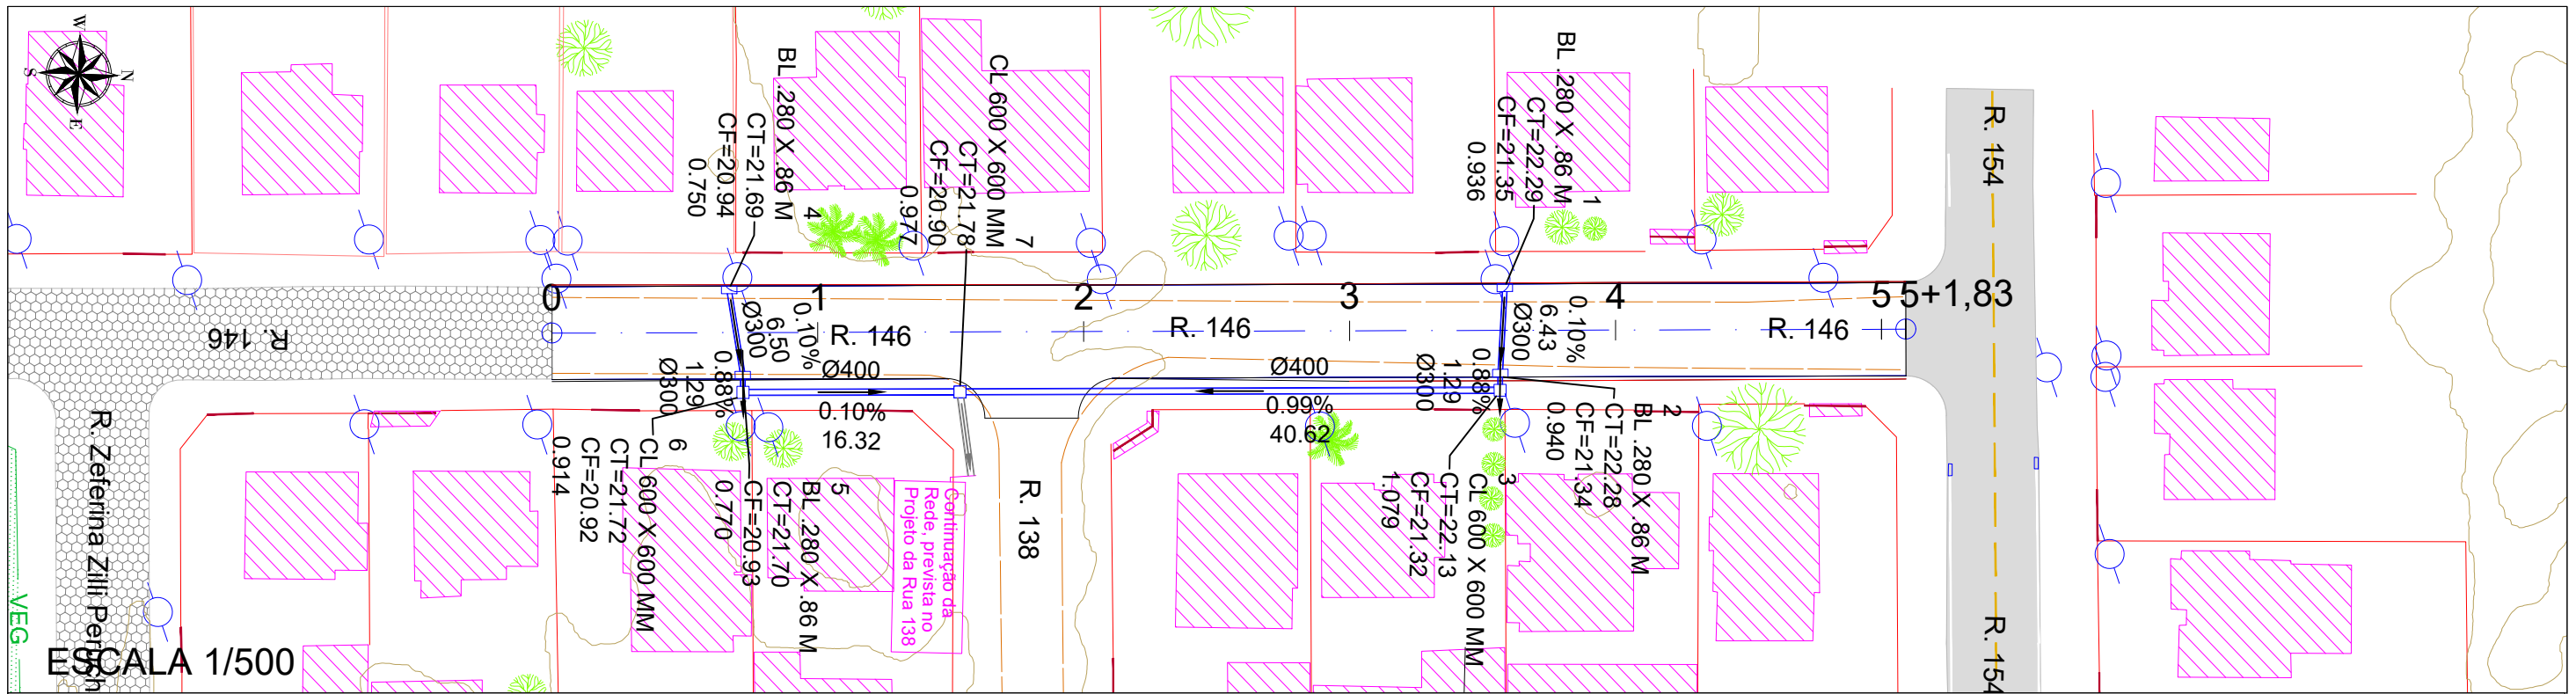 W
N
S
E
BL .280 X .86 M
4
CT=21.69
CF=20.94
0.750
CL 600 X 600 MM
7
CT=21.78
CF=20.90
0.977
BL .280 X .86 M
1
CT=22.29
CF=21.35
0.936
R. 154
0
1
2
3
4
5
5+1,83
R. 146
R. 146
R. 146
R. 146
0.10%
6.50
Ø300
0.10%
6.43
Ø300
0.88%
1.229
Ø300
Ø400
0.10%
16.32
Ø400
0.99%
40.62
0.88%
1.229
Ø300
6
CL 600 X 600 MM
CT=21.72
CF=20.92
0.914
5
BL .280 X .86 M
CT=21.70
CF=20.93
0.770
Continuação da
Rede, prevista no
Projeto da Rua 138
R. 138
3
CL 600 X 600 MM
CT=22.13
CF=21.32
1.079
2
BL .280 X .86 M
CT=22.28
CF=21.34
0.940
R. Zeferina Zilli Peruch
VEG
R. 154
ESCALA 1/500